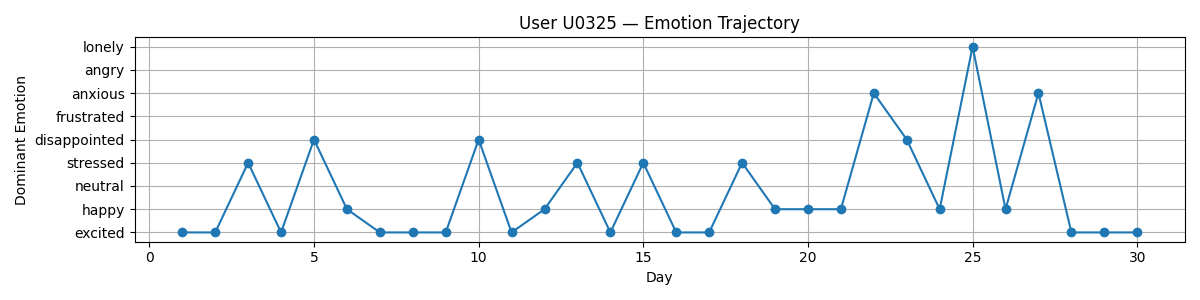 User U0325 — Emotion Trajectory
Dominant Emotion
lonely
angry
anxious
frustrated
disappointed
stressed
neutral
happy
excited
0 5 10 15 20 25 30
Day